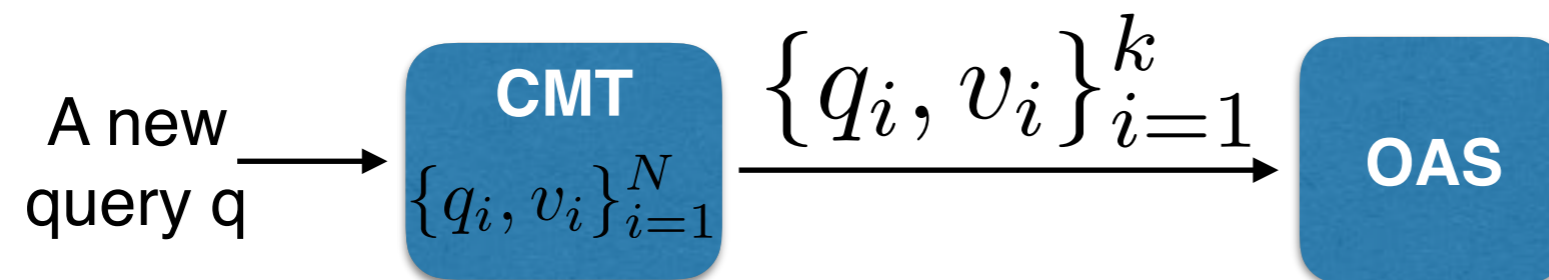 A new
query q
CMT
{q_i, v_i}_{i=1}^N
{q_i, v_i}_{i=1}^k
OAS